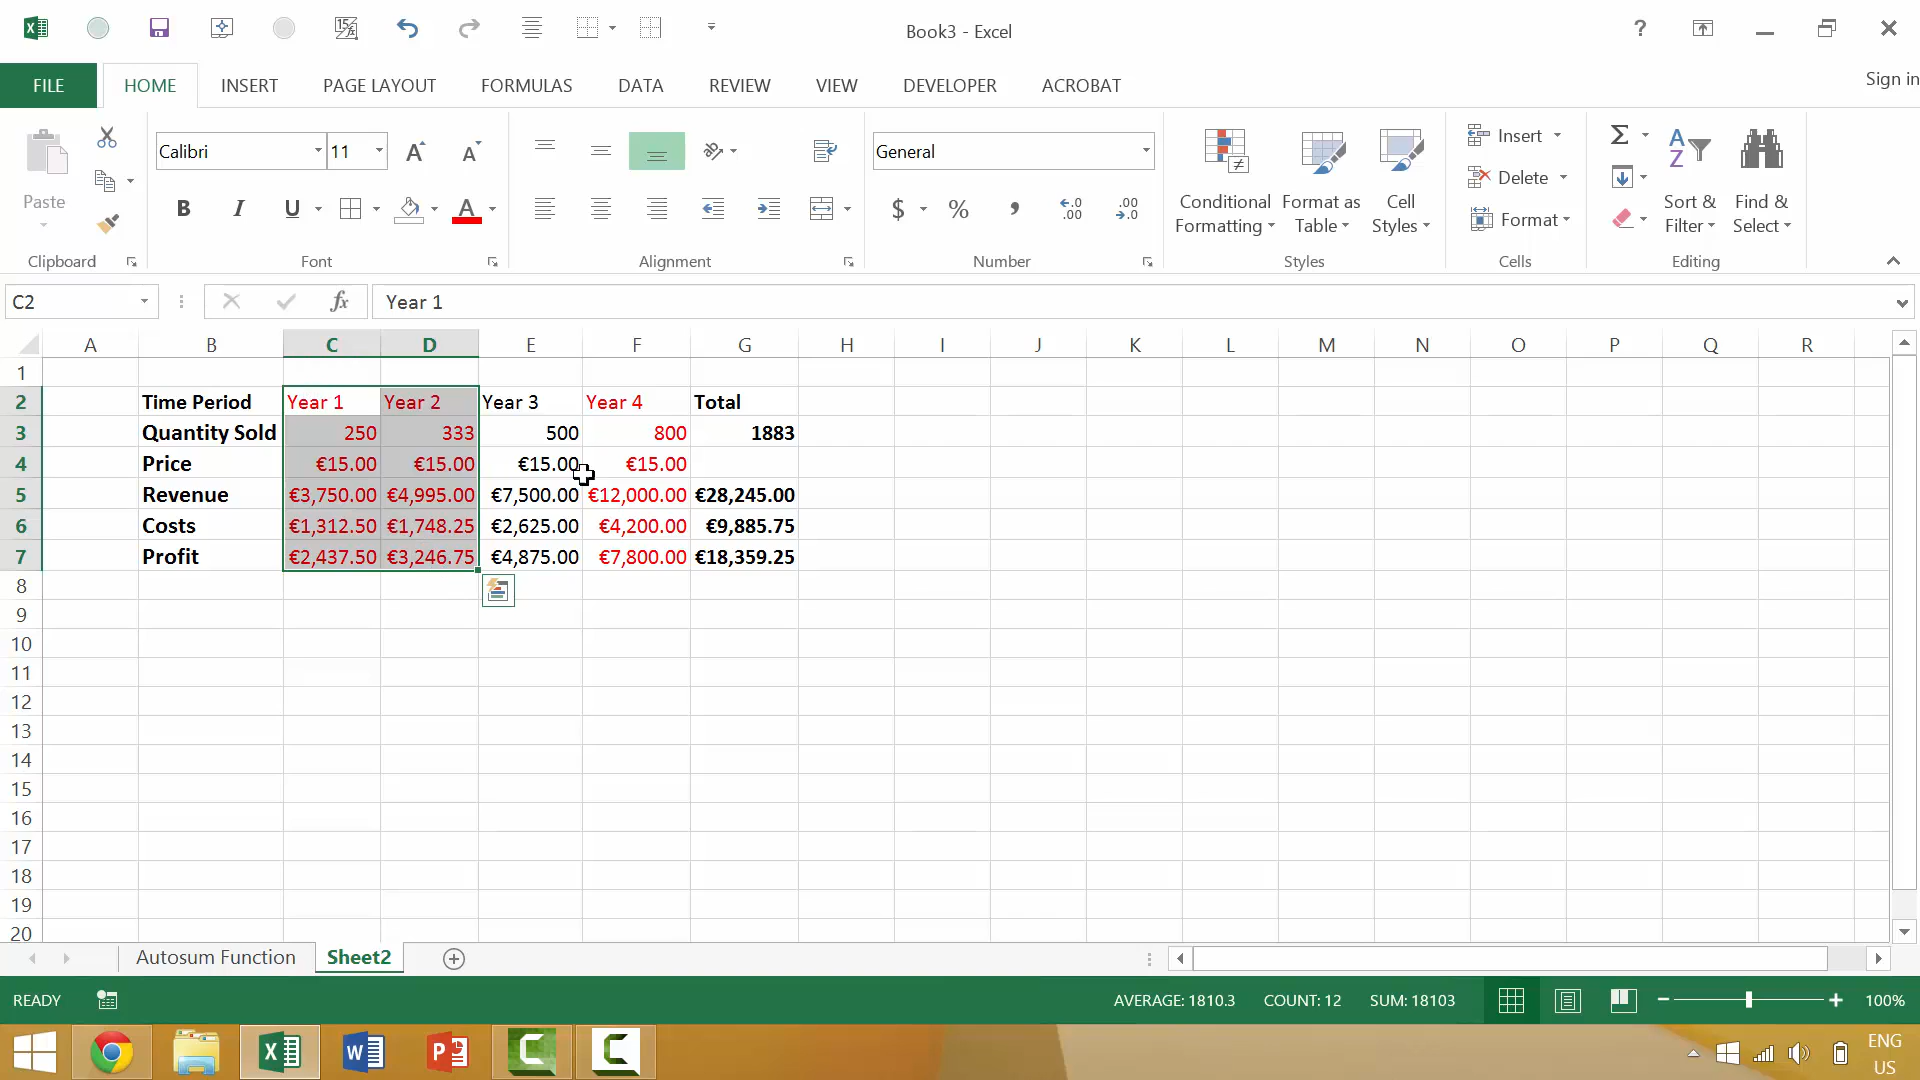 Book3 - Excel
?
Sign in
FILE HOME INSERT PAGE LAYOUT FORMULAS DATA REVIEW VIEW DEVELOPER ACROBAT
Paste
Calibri 11
B I U A
General
$ % ,
Conditional Formatting
Format as Table
Cell Styles
Insert
Delete
Format
Sort & Filter
Find & Select
Clipboard Font Alignment Number Styles Cells Editing
C2 fx Year 1
A B C D E F G H I J K L M N O P Q R
1
2 Time Period Year 1 Year 2 Year 3 Year 4 Total
3 Quantity Sold 250 333 500 800 1883
4 Price €15.00 €15.00 €15.00 €15.00
5 Revenue €3,750.00 €4,995.00 €7,500.00 €12,000.00 €28,245.00
6 Costs €1,312.50 €1,748.25 €2,625.00 €4,200.00 €9,885.75
7 Profit €2,437.50 €3,246.75 €4,875.00 €7,800.00 €18,359.25
8
9
10
11
12
13
14
15
16
17
18
19
20
Autosum Function Sheet2
READY AVERAGE: 1810.3 COUNT: 12 SUM: 18103 100%
ENG
US